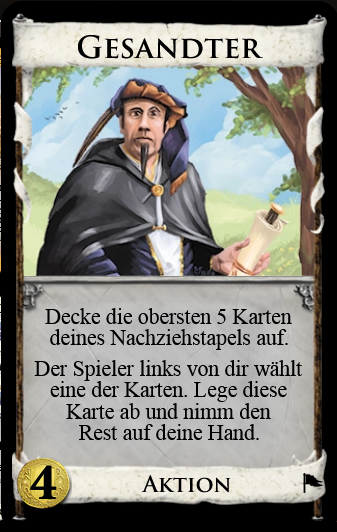 Gesandter
Decke die obersten 5 Karten
deines Nachziehstapels auf.
Der Spieler links von dir wählt
eine der Karten. Lege diese
Karte ab und nimm den
Rest auf deine Hand.
4 Aktion